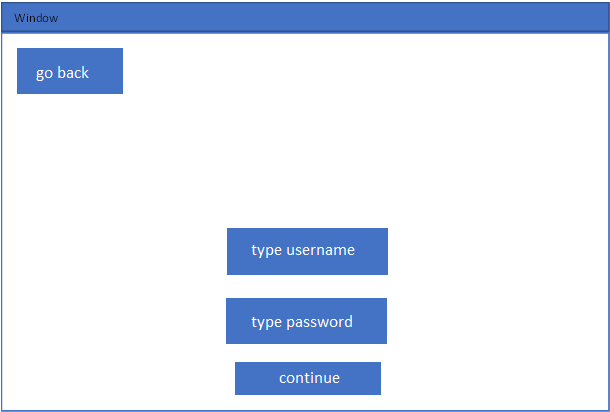 Window
go back
type username
type password
continue